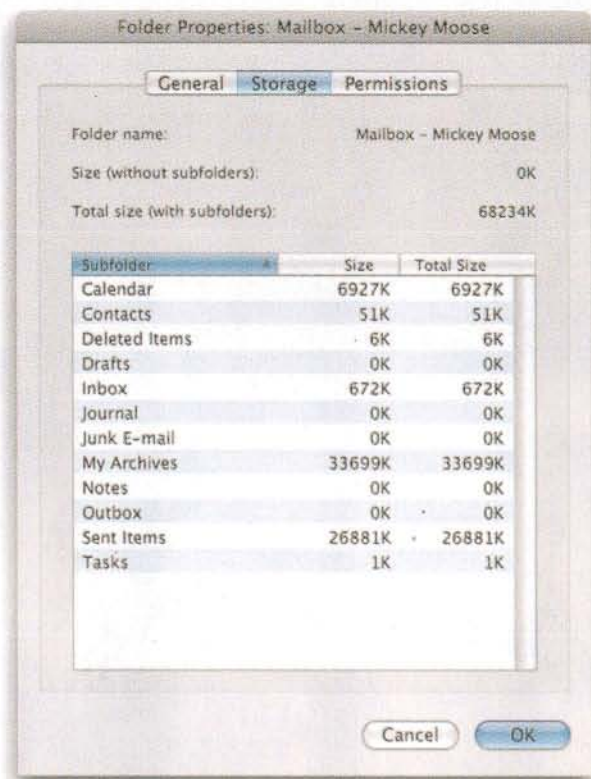 Folder Properties: Mailbox – Mickey Moose
General Storage Permissions
Folder name: Mailbox – Mickey Moose
Size (without subfolders): 0K
Total size (with subfolders): 68234K
Subfolder Size Total Size
Calendar 6927K 6927K
Contacts 51K 51K
Deleted Items 6K 6K
Drafts 0K 0K
Inbox 672K 672K
Journal 0K 0K
Junk E-mail 0K 0K
My Archives 33699K 33699K
Notes 0K 0K
Outbox 0K 0K
Sent Items 26881K 26881K
Tasks 1K 1K
Cancel OK